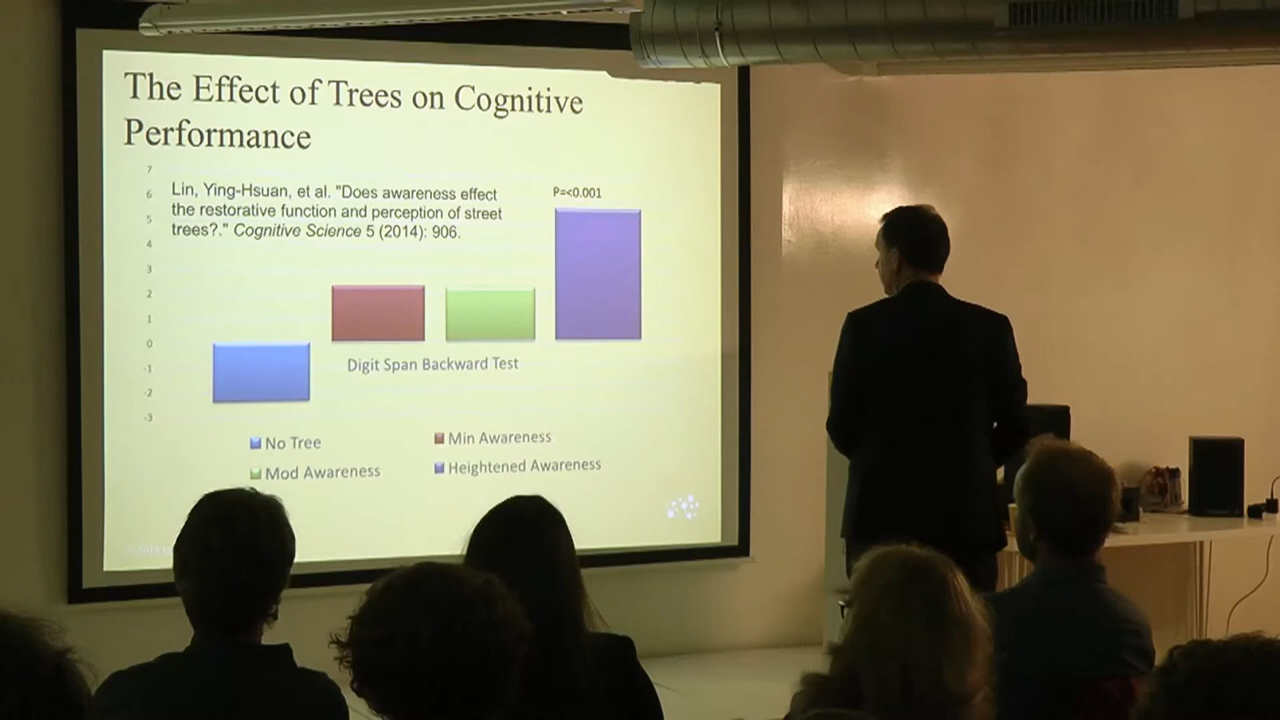 The Effect of Trees on Cognitive
Performance
7
6
5
4
3
2
1
0
-1
-2
-3
Lin, Ying-Hsuan, et al. "Does awareness effect
the restorative function and perception of street
trees?." Cognitive Science 5 (2014): 906.
P=<0.001
Digit Span Backward Test
No Tree
Min Awareness
Mod Awareness
Heightened Awareness